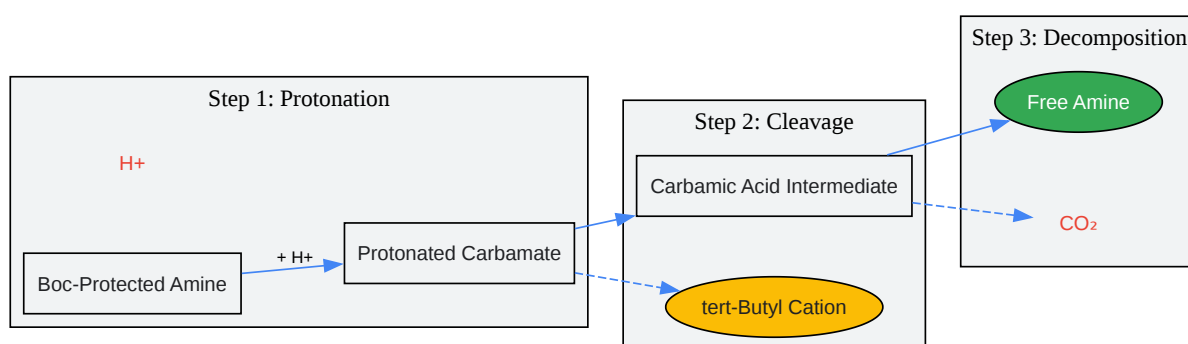 Step 1: Protonation
H+
Boc-Protected Amine
+ H+
Protonated Carbamate
Step 2: Cleavage
Carbamic Acid Intermediate
tert-Butyl Cation
Step 3: Decomposition
Free Amine
CO₂